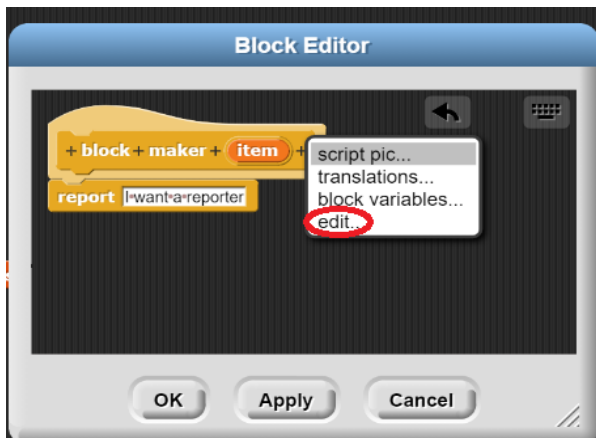 Block Editor
+ block + maker + item +
script pic...
translations...
block variables...
edit...
report I want a reporter
OK Apply Cancel